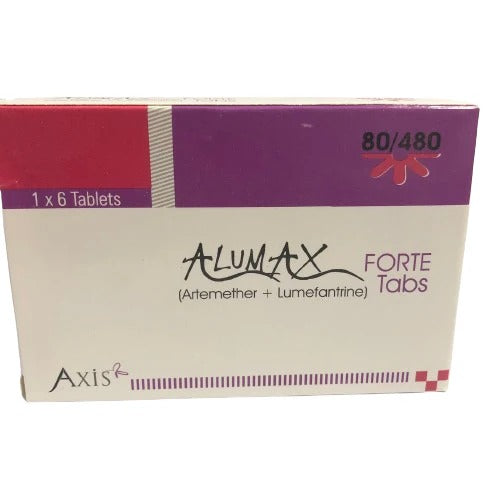 80/480
1 x 6 Tablets
ALUMAX FORTE
(Artemether + Lumefantrine) Tabs
Axis